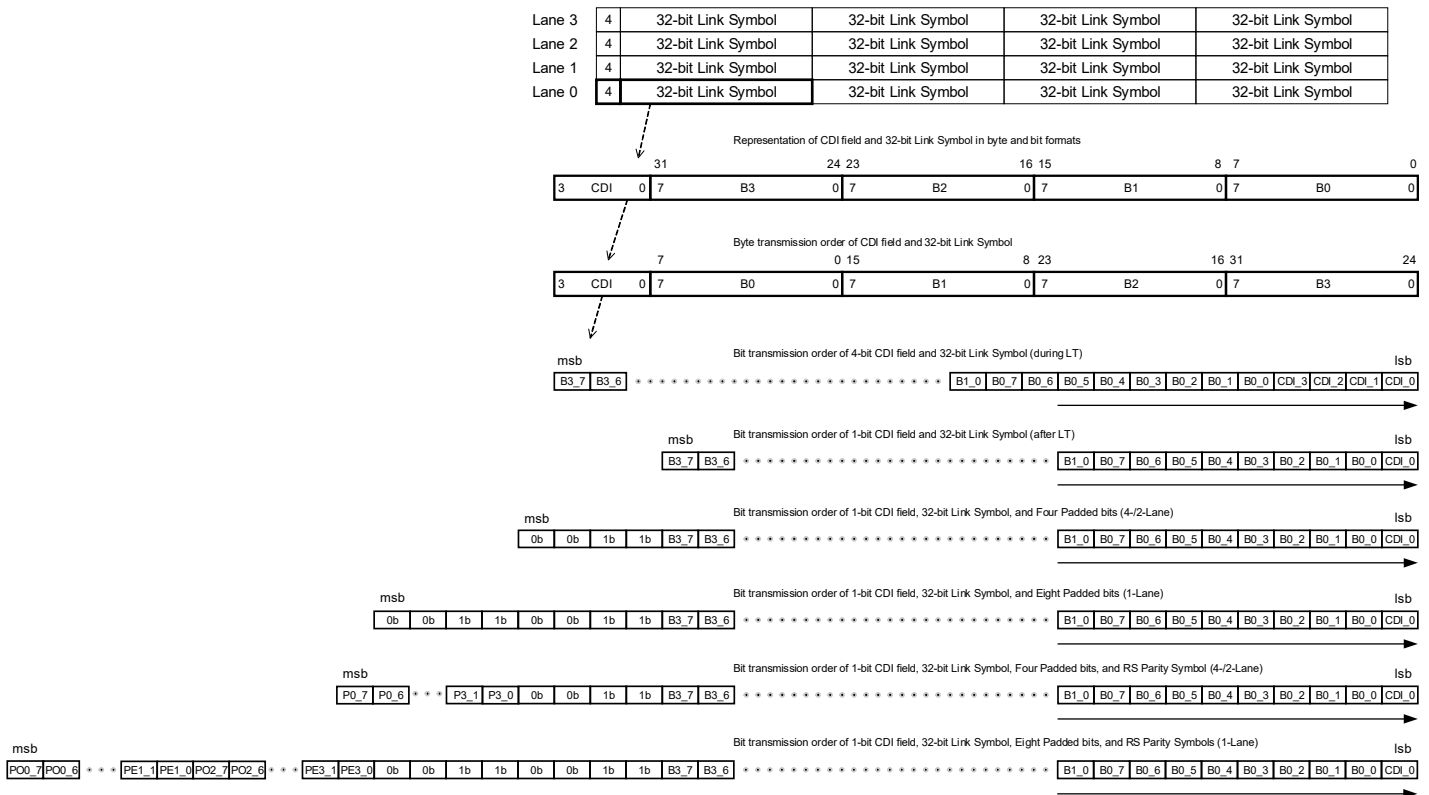 Lane 3 4 32-bit Link Symbol 32-bit Link Symbol 32-bit Link Symbol 32-bit Link Symbol
Lane 2 4 32-bit Link Symbol 32-bit Link Symbol 32-bit Link Symbol 32-bit Link Symbol
Lane 1 4 32-bit Link Symbol 32-bit Link Symbol 32-bit Link Symbol 32-bit Link Symbol
Lane 0 4 32-bit Link Symbol 32-bit Link Symbol 32-bit Link Symbol 32-bit Link Symbol
Representation of CDI field and 32-bit Link Symbol in byte and bit formats
31 24 23 16 15 8 7 0
3 CDI 0 7 B3 0 7 B2 0 7 B1 0 7 B0 0
Byte transmission order of CDI field and 32-bit Link Symbol
7 0 15 8 23 16 31 24
3 CDI 0 7 B0 0 7 B1 0 7 B2 0 7 B3 0
Bit transmission order of 4-bit CDI field and 32-bit Link Symbol (during LT)
msb lsb
B3_7 B3_6 B1_0 B0_7 B0_6 B0_5 B0_4 B0_3 B0_2 B0_1 B0_0 CDI_3 CDI_2 CDI_1 CDI_0
Bit transmission order of 1-bit CDI field and 32-bit Link Symbol (after LT)
msb lsb
B3_7 B3_6 B1_0 B0_7 B0_6 B0_5 B0_4 B0_3 B0_2 B0_1 B0_0 CDI_0
Bit transmission order of 1-bit CDI field, 32-bit Link Symbol, and Four Padded bits (4-/2-Lane)
msb lsb
0b 0b 1b 1b B3_7 B3_6 B1_0 B0_7 B0_6 B0_5 B0_4 B0_3 B0_2 B0_1 B0_0 CDI_0
Bit transmission order of 1-bit CDI field, 32-bit Link Symbol, and Eight Padded bits (1-Lane)
msb lsb
0b 0b 1b 1b 0b 0b 1b 1b B3_7 B3_6 B1_0 B0_7 B0_6 B0_5 B0_4 B0_3 B0_2 B0_1 B0_0 CDI_0
Bit transmission order of 1-bit CDI field, 32-bit Link Symbol, Four Padded bits, and RS Parity Symbol (4-/2-Lane)
msb lsb
P0_7 P0_6 P3_1 P3_0 0b 0b 1b 1b B3_7 B3_6 B1_0 B0_7 B0_6 B0_5 B0_4 B0_3 B0_2 B0_1 B0_0 CDI_0
Bit transmission order of 1-bit CDI field, 32-bit Link Symbol, Eight Padded bits, and RS Parity Symbols (1-Lane)
msb lsb
PO0_7 PO0_6 PE1_1 PE1_0 PO2_7 PO2_6 PE3_1 PE3_0 0b 0b 1b 1b 0b 0b 1b 1b B3_7 B3_6 B1_0 B0_7 B0_6 B0_5 B0_4 B0_3 B0_2 B0_1 B0_0 CDI_0